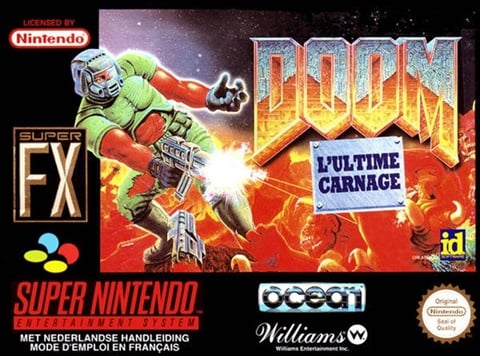 LICENSED BY
Nintendo
DOOM
SUPER
FX
L'ULTIME
CARNAGE
id
SOFTWARE
SUPER NINTENDO
ENTERTAINMENT SYSTEM
MET NEDERLANDSE HANDLEIDING
MODE D'EMPLOI EN FRANÇAIS
ocean
Williams
Williams Entertainment Inc.
Original
Nintendo
Seal of Quality